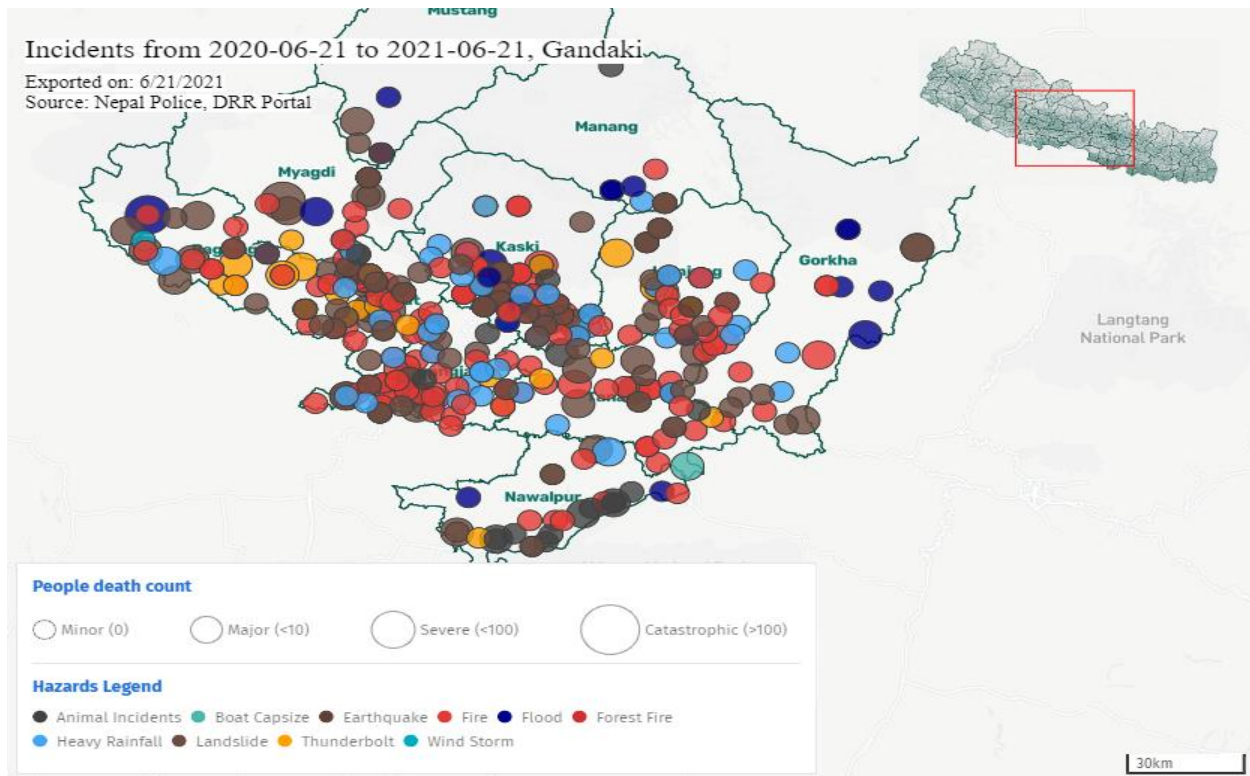 Mustang
Incidents from 2020-06-21 to 2021-06-21, Gandaki
Exported on: 6/21/2021
Source: Nepal Police, DRR Portal
Manang
Myagdi
Kaski
Gorkha
Langtang
National Park
Nawalpur
People death count
Minor (0) Major (<10) Severe (<100) Catastrophic (>100)
Hazards Legend
Animal Incidents Boat Capsize Earthquake Fire Flood Forest Fire
Heavy Rainfall Landslide Thunderbolt Wind Storm
30km